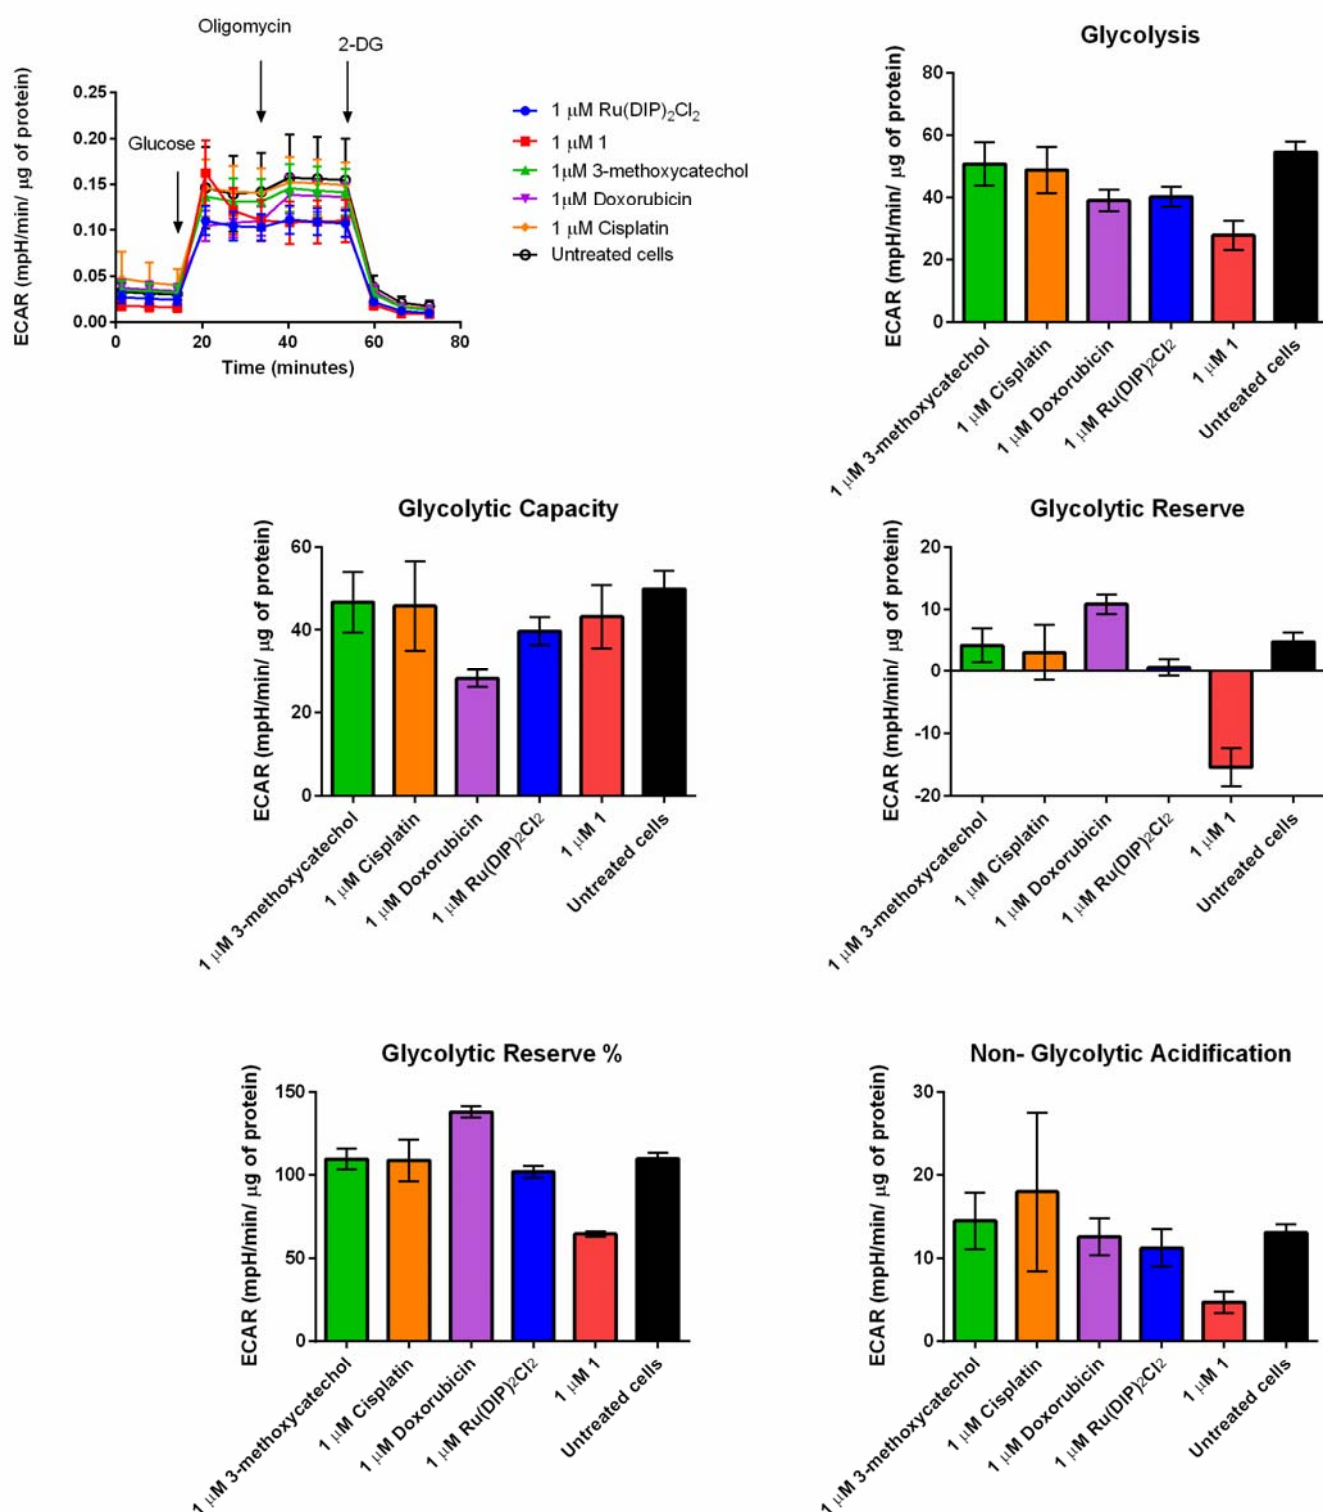 Oligomycin
2-DG
Glucose
ECAR (mpH/min/ μg of protein)
0.25
0.20
0.15
0.10
0.05
0.00
0
20
40
60
80
Time (minutes)
1 μM Ru(DIP)₂Cl₂
1 μM 1
1μM 3-methoxycatechol
1μM Doxorubicin
1 μM Cisplatin
Untreated cells
Glycolysis
ECAR (mpH/min/ μg of protein)
80
60
40
20
0
1 μM 3-methoxycatechol
1 μM Cisplatin
1 μM Doxorubicin
1 μM Ru(DIP)₂Cl₂
1 μM 1
Untreated cells
Glycolytic Capacity
ECAR (mpH/min/ μg of protein)
60
40
20
0
1 μM 3-methoxycatechol
1 μM Cisplatin
1 μM Doxorubicin
1 μM Ru(DIP)₂Cl₂
1 μM 1
Untreated cells
Glycolytic Reserve
ECAR (mpH/min/ μg of protein)
20
10
0
-10
-20
1 μM 3-methoxycatechol
1 μM Cisplatin
1 μM Doxorubicin
1 μM Ru(DIP)₂Cl₂
1 μM 1
Untreated cells
Glycolytic Reserve %
ECAR (mpH/min/ μg of protein)
150
100
50
0
1 μM 3-methoxycatechol
1 μM Cisplatin
1 μM Doxorubicin
1 μM Ru(DIP)₂Cl₂
1 μM 1
Untreated cells
Non- Glycolytic Acidification
ECAR (mpH/min/ μg of protein)
30
20
10
0
1 μM 3-methoxycatechol
1 μM Cisplatin
1 μM Doxorubicin
1 μM Ru(DIP)₂Cl₂
1 μM 1
Untreated cells